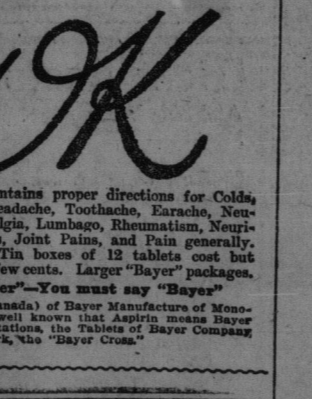 K
ntains proper directions for Colds,
eadache, Toothache, Earache, Neu-
lgia, Lumbago, Rheumatism, Neuri-
, Joint Pains, and Pain generally.
Tin boxes of 12 tablets cost but
few cents. Larger "Bayer" packages.
er"—You must say "Bayer"
anada) of Bayer Manufacture of Mono-
well known that Aspirin means Bayer
tations, the Tablets of Bayer Company,
rk, the "Bayer Cross."